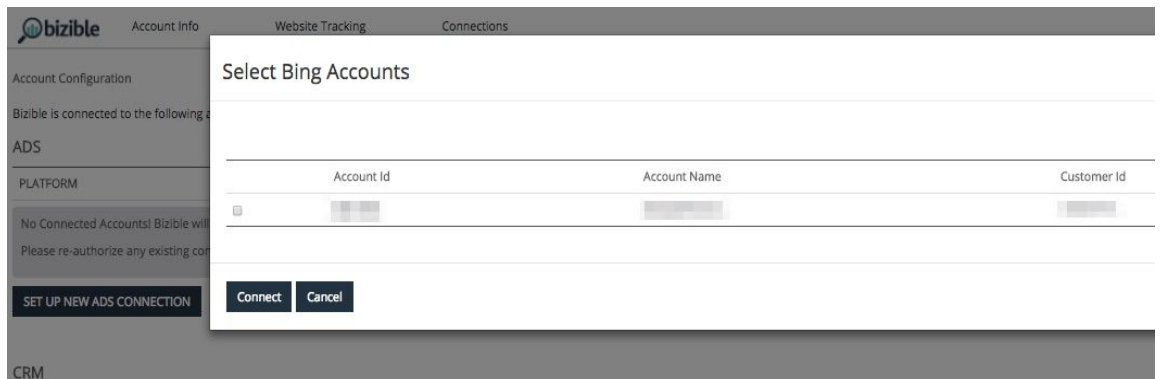 bizible Account Info Website Tracking Connections
Select Bing Accounts
Account Configuration
Bizible is connected to the following
ADS
Account Id Account Name Customer Id
PLATFORM
No Connected Accounts! Bizible will
Please re-authorize any existing
SET UP NEW ADS CONNECTION Connect Cancel
CRM